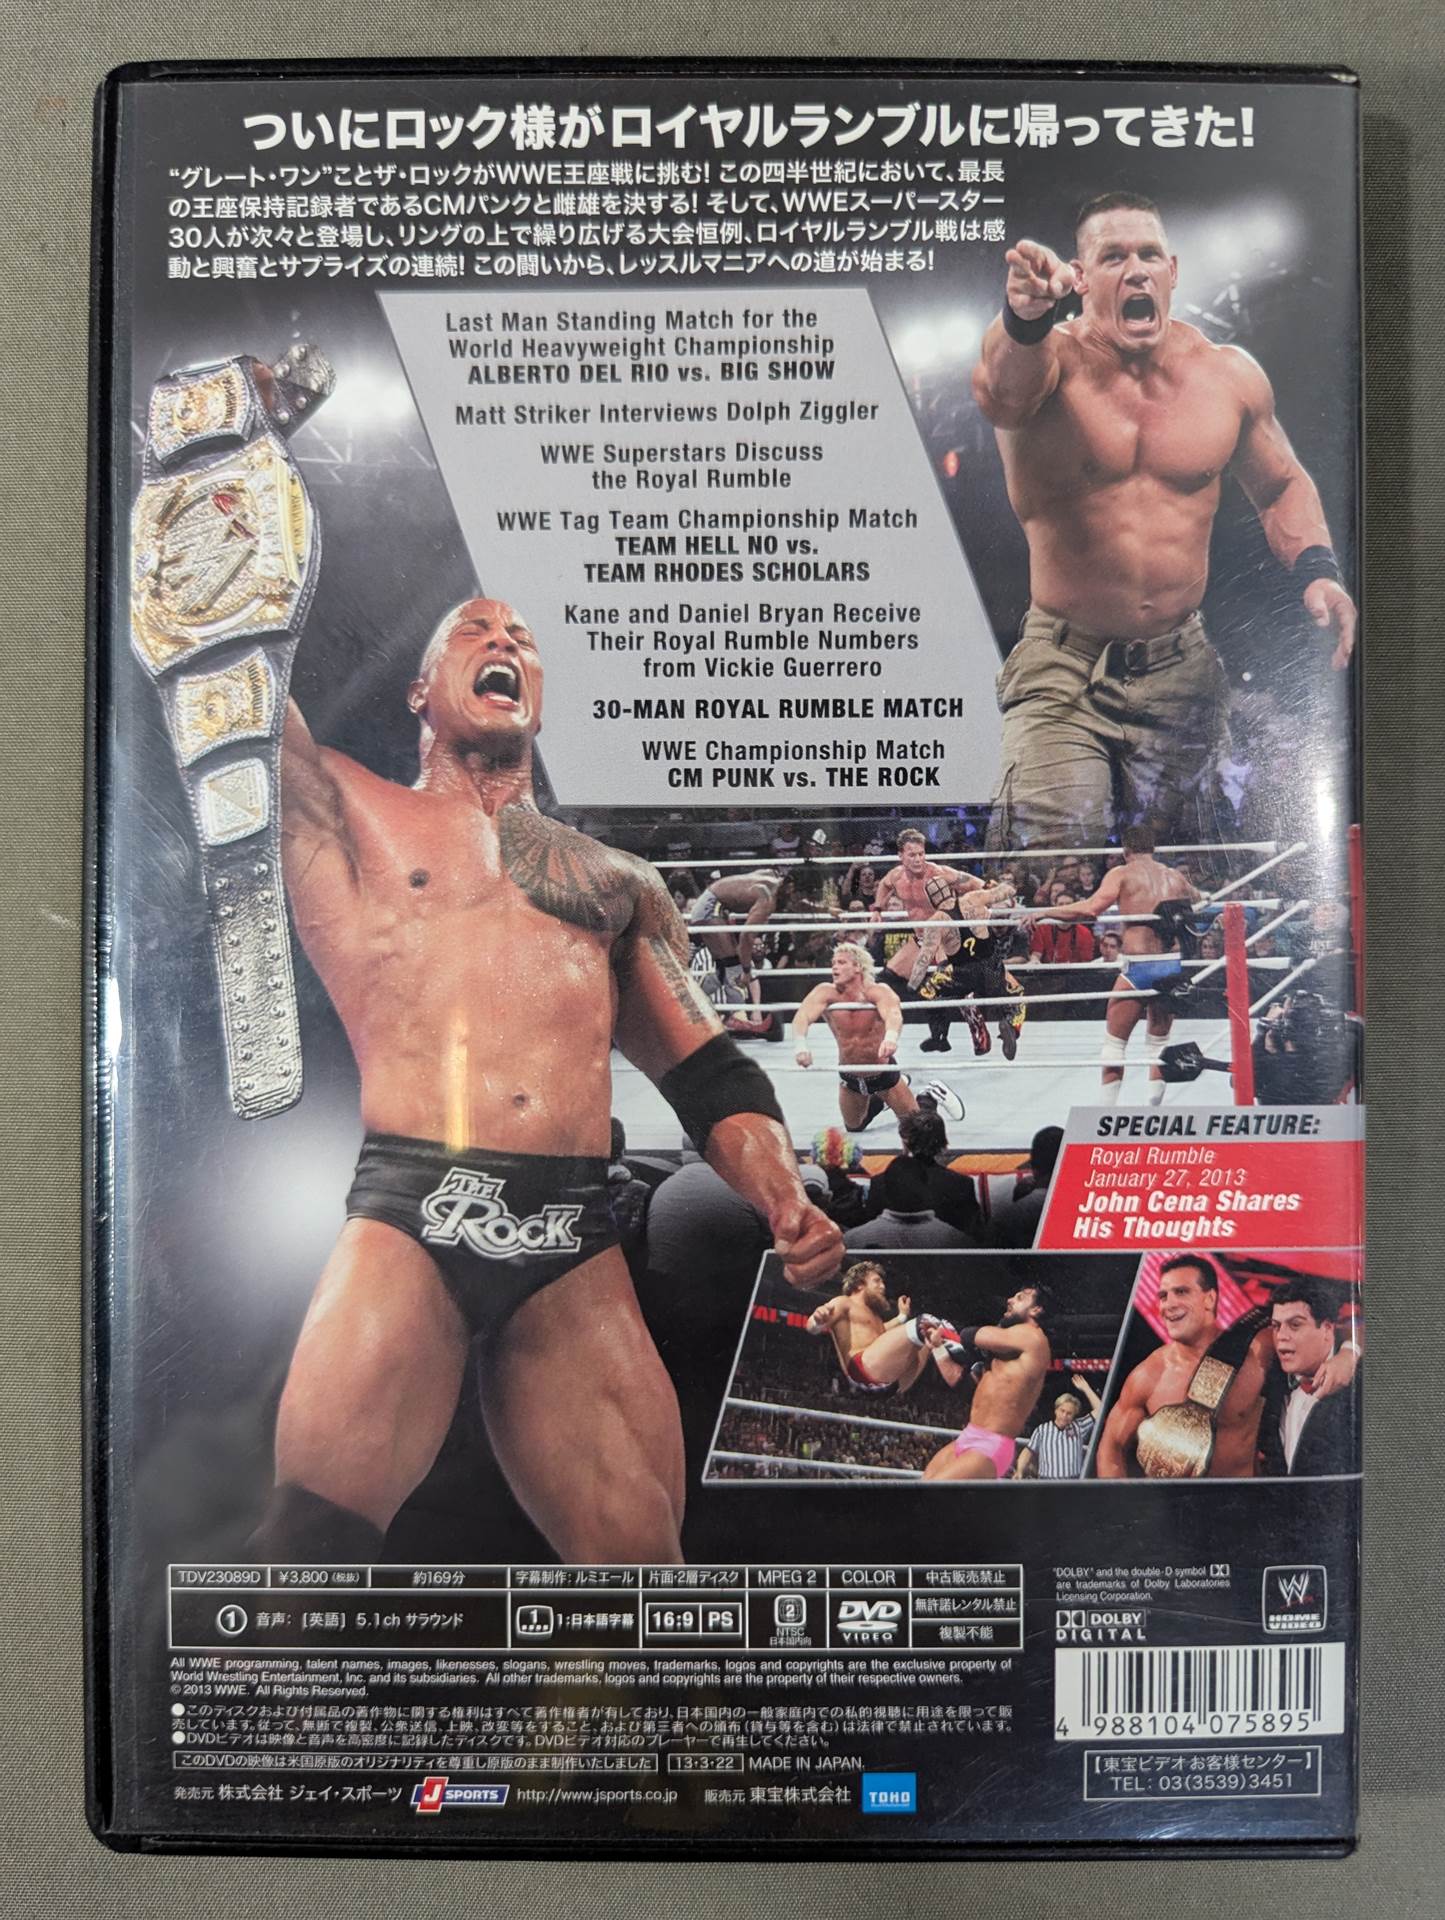 ついにロック様がロイヤルランブルに帰ってきた!
“グレート・ワン”ことザ・ロックがWWE王座戦に挑む! この四半世紀において、最長
の王座保持記録者であるCMパンクと雌雄を決する! そして、WWEスーパースター
30人が次々と登場し、リングの上で繰り広げる大会恒例、ロイヤルランブル戦は感
動と興奮とサプライズの連続! この闘いから、レッスルマニアへの道が始まる!
Last Man Standing Match for the
World Heavyweight Championship
ALBERTO DEL RIO vs. BIG SHOW
Matt Striker Interviews Dolph Ziggler
WWE Superstars Discuss
the Royal Rumble
WWE Tag Team Championship Match
TEAM HELL NO vs.
TEAM RHODES SCHOLARS
Kane and Daniel Bryan Receive
Their Royal Rumble Numbers
from Vickie Guerrero
30-MAN ROYAL RUMBLE MATCH
WWE Championship Match
CM PUNK vs. THE ROCK
THE
ROCK
SPECIAL FEATURE:
Royal Rumble
January 27, 2013
John Cena Shares
His Thoughts
TDV23089D ¥3,800(税抜) 約169分 字幕制作:ルミエール 片面・2層ディスク MPEG 2 COLOR 中古販売禁止
1 音声: [英語] 5.1ch サラウンド 1 1:日本語字幕 16:9 PS 2 NTSC 日本国内向 DVD VIDEO 無許諾レンタル禁止
複製不能
"DOLBY" and the double-D symbol
are trademarks of Dolby Laboratories
Licensing Corporation.
DOLBY
DIGITAL
W
HOME
VIDEO
All WWE programming, talent names, images, likenesses, slogans, wrestling moves, trademarks, logos and copyrights are the exclusive property of
World Wrestling Entertainment, Inc. and its subsidiaries. All other trademarks, logos and copyrights are the property of their respective owners.
© 2013 WWE. All Rights Reserved.
●このディスクおよび付属品の著作物に関する権利はすべて著作権者が有しており、日本国内の一般家庭内での私的視聴に用途を限って販
売しています。従って、無断で複製、公衆送信、上映、改変等をすること、および第三者への頒布(貸与等を含む)は法律で禁止されています。
●DVDビデオは映像と音声を高密度に記録したディスクです。DVDビデオ対応のプレーヤーで再生してください。
このDVDの映像は米国原版のオリジナリティを尊重し原版のまま制作いたしました 13・3・22 MADE IN JAPAN.
発売元 株式会社 ジェイ・スポーツ J SPORTS http://www.jsports.co.jp 販売元 東宝株式会社 TOHO
4 988104 075895
【東宝ビデオお客様センター】
TEL: 03(3539)3451